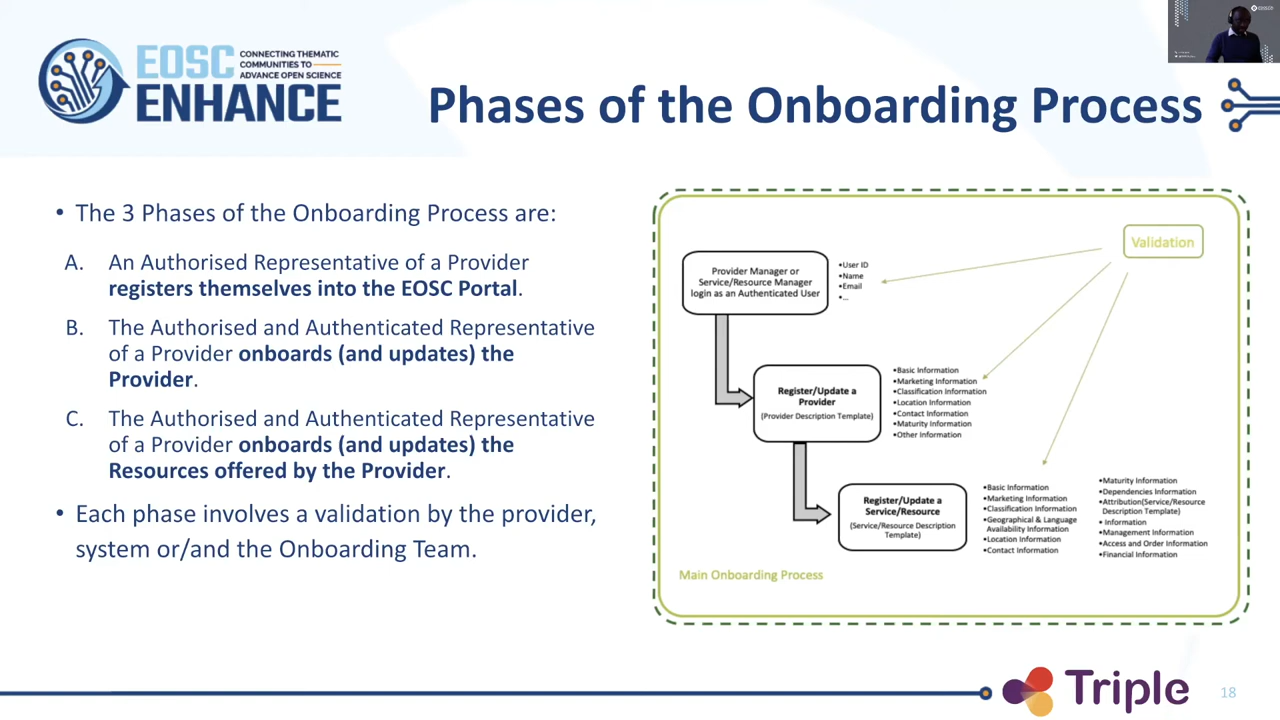 EOSC
ENHANCE
CONNECTING THEMATIC
COMMUNITIES TO
ADVANCE OPEN SCIENCE
Phases of the Onboarding Process
• The 3 Phases of the Onboarding Process are:
A. An Authorised Representative of a Provider
registers themselves into the EOSC Portal.
B. The Authorised and Authenticated Representative
of a Provider onboards (and updates) the
Provider.
C. The Authorised and Authenticated Representative
of a Provider onboards (and updates) the
Resources offered by the Provider.
• Each phase involves a validation by the provider,
system or/and the Onboarding Team.
Validation
Provider Manager or
Service/Resource Manager
login as an Authenticated User
•User ID
•Name
•Email
•...
Register/Update a
Provider
(Provider Description Template)
•Basic Information
•Marketing Information
•Classification Information
•Location Information
•Contact Information
•Maturity Information
•Other Information
Register/Update a
Service/Resource
(Service/Resource Description
Template)
•Basic Information
•Marketing Information
•Classification Information
•Geographical & Language
Availability Information
•Location Information
•Contact Information
•Maturity Information
•Dependencies Information
•Attribution(Service/Resource
Description Template)
• Information
•Management Information
•Access and Order Information
•Financial Information
Main Onboarding Process
Triple
18